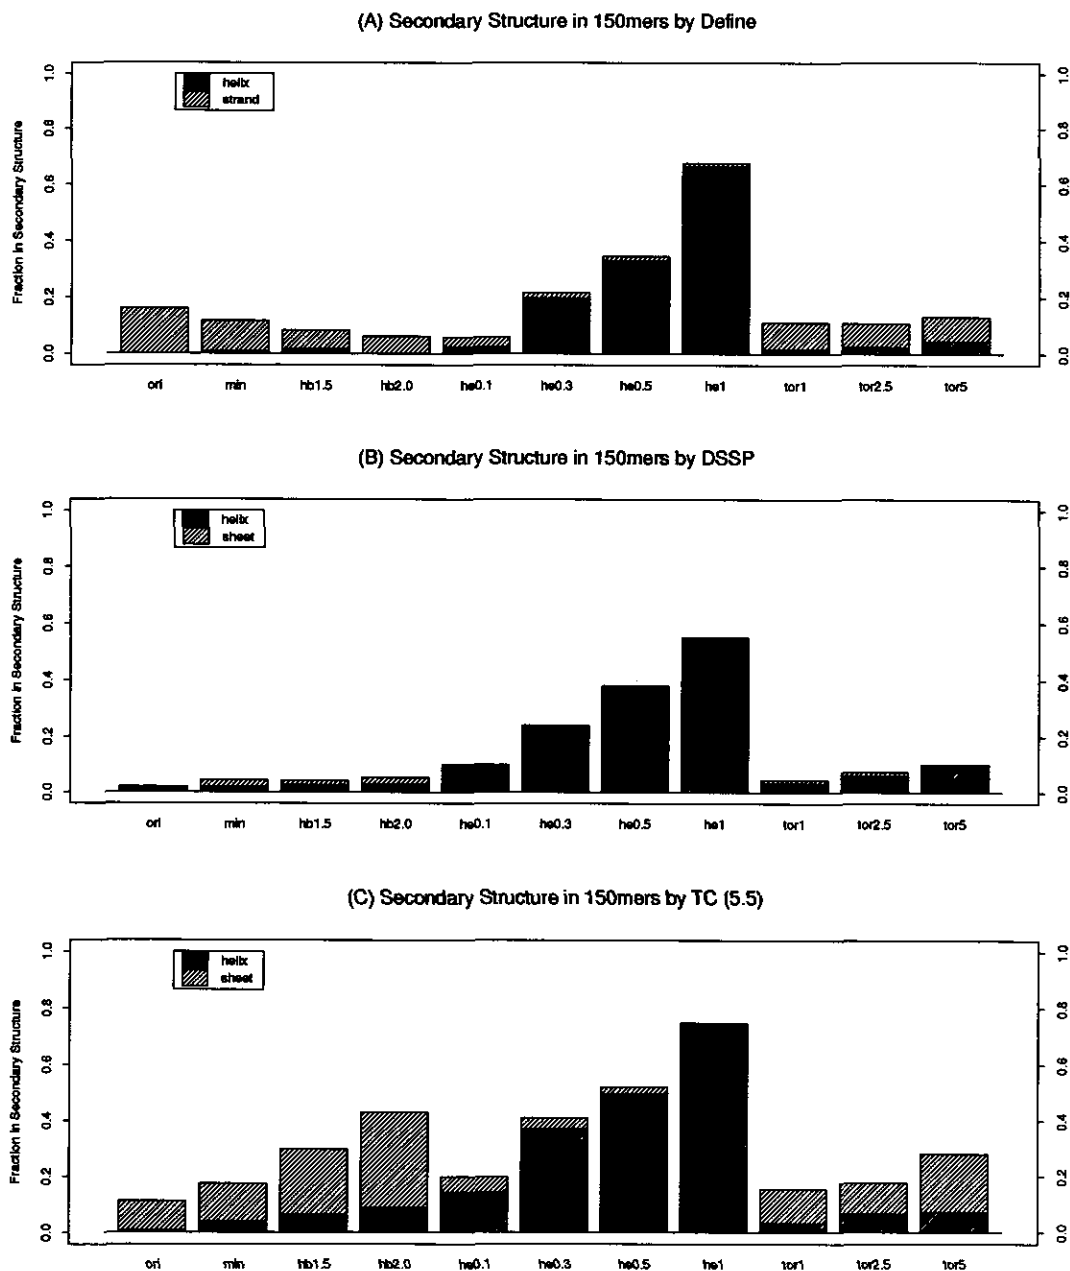 (A) Secondary Structure in 150mers by Define
Fraction in Secondary Structure
0.0 0.2 0.4 0.6 0.8 1.0
helix
strand
0.0 0.2 0.4 0.6 0.8 1.0
ori min hb1.5 hb2.0 he0.1 he0.3 he0.5 he1 tor1 tor2.5 tor5
(B) Secondary Structure in 150mers by DSSP
Fraction in Secondary Structure
0.0 0.2 0.4 0.6 0.8 1.0
helix
sheet
0.0 0.2 0.4 0.6 0.8 1.0
ori min hb1.5 hb2.0 he0.1 he0.3 he0.5 he1 tor1 tor2.5 tor5
(C) Secondary Structure in 150mers by TC (5.5)
Fraction in Secondary Structure
0.0 0.2 0.4 0.6 0.8 1.0
helix
sheet
0.0 0.2 0.4 0.6 0.8 1.0
ori min hb1.5 hb2.0 he0.1 he0.3 he0.5 he1 tor1 tor2.5 tor5